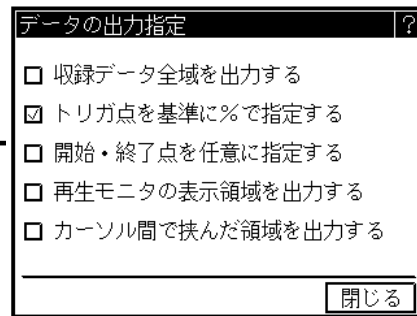 データの出力指定 ?
収録データ全域を出力する
トリガ点を基準に%で指定する
開始・終了点を任意に指定する
再生モニタの表示領域を出力する
カーソル間で挟んだ領域を出力する
閉じる